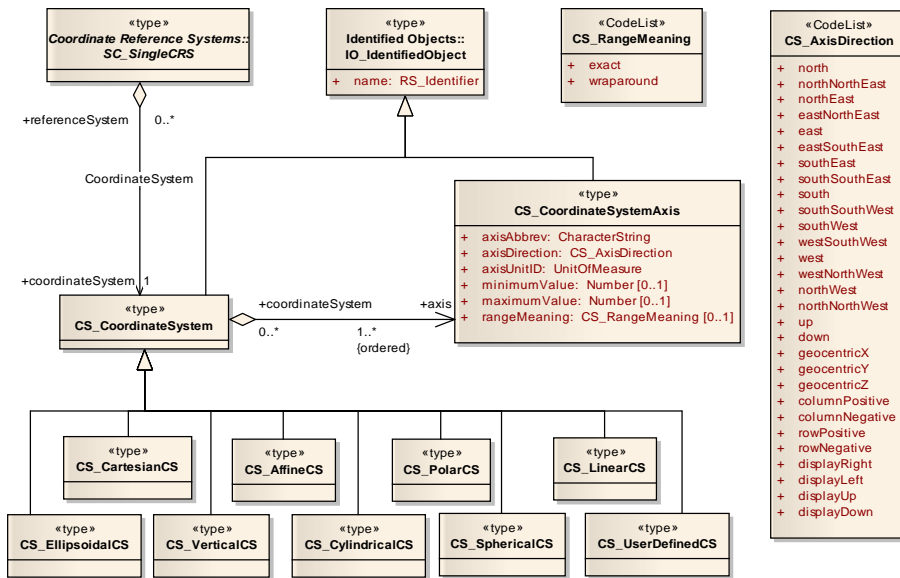 «type»
Coordinate Reference Systems::
SC_SingleCRS
«type»
Identified Objects::
IO_IdentifiedObject
+ name: RS_Identifier
«CodeList»
CS_RangeMeaning
+ exact
+ wraparound
«CodeList»
CS_AxisDirection
+ north
+ northNorthEast
+ northEast
+ eastNorthEast
+ east
+ eastSouthEast
+ southEast
+ southSouthEast
+ south
+ southSouthWest
+ southWest
+ westSouthWest
+ west
+ westNorthWest
+ northWest
+ northNorthWest
+ up
+ down
+ geocentricX
+ geocentricY
+ geocentricZ
+ columnPositive
+ columnNegative
+ rowPositive
+ rowNegative
+ displayRight
+ displayLeft
+ displayUp
+ displayDown
+referenceSystem 0..*
CoordinateSystem
+coordinateSystem 1
«type»
CS_CoordinateSystemAxis
+ axisAbbrev: CharacterString
+ axisDirection: CS_AxisDirection
+ axisUnitID: UnitOfMeasure
+ minimumValue: Number [0..1]
+ maximumValue: Number [0..1]
+ rangeMeaning: CS_RangeMeaning [0..1]
«type»
CS_CoordinateSystem
+coordinateSystem +axis
0..* 1..*
{ordered}
«type»
CS_CartesianCS
«type»
CS_AffineCS
«type»
CS_PolarCS
«type»
CS_LinearCS
«type»
CS_EllipsoidalCS
«type»
CS_VerticalCS
«type»
CS_CylindricalCS
«type»
CS_SphericalCS
«type»
CS_UserDefinedCS